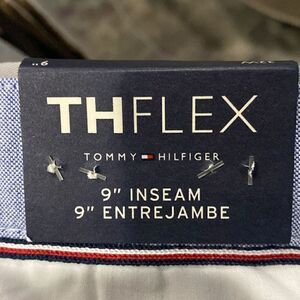 THFLEX
TOMMY HILFIGER
9" INSEAM
9" ENTREJAMBE